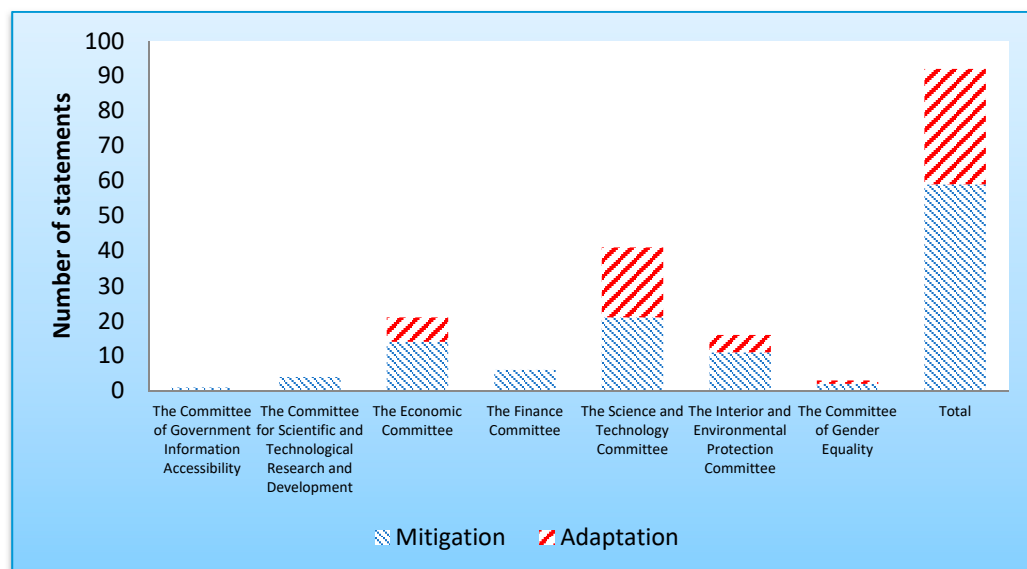 Number of statements
100
90
80
70
60
50
40
30
20
10
0
The Committee
of Government
Information
Accessibility
The Committee
for Scientific and
Technological
Research and
Development
The Economic
Committee
The Finance
Committee
The Science and
Technology
Committee
The Interior and
Environmental
Protection
Committee
The Committee
of Gender
Equality
Total
Mitigation
Adaptation